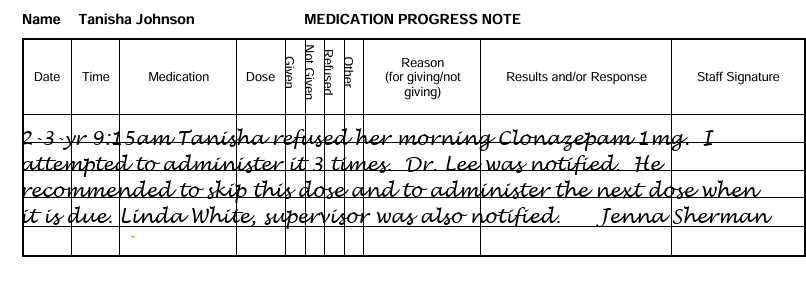 Name Tanisha Johnson MEDICATION PROGRESS NOTE
Date Time Medication Dose Given Not Given Refused Other Reason (for giving/not giving) Results and/or Response Staff Signature
2-3-yr 9:15am Tanisha refused her morning Clonazepam 1mg. I
attempted to administer it 3 times. Dr. Lee was notified. He
recommended to skip this dose and to administer the next dose when
it is due. Linda White, supervisor was also notified. Jenna Sherman